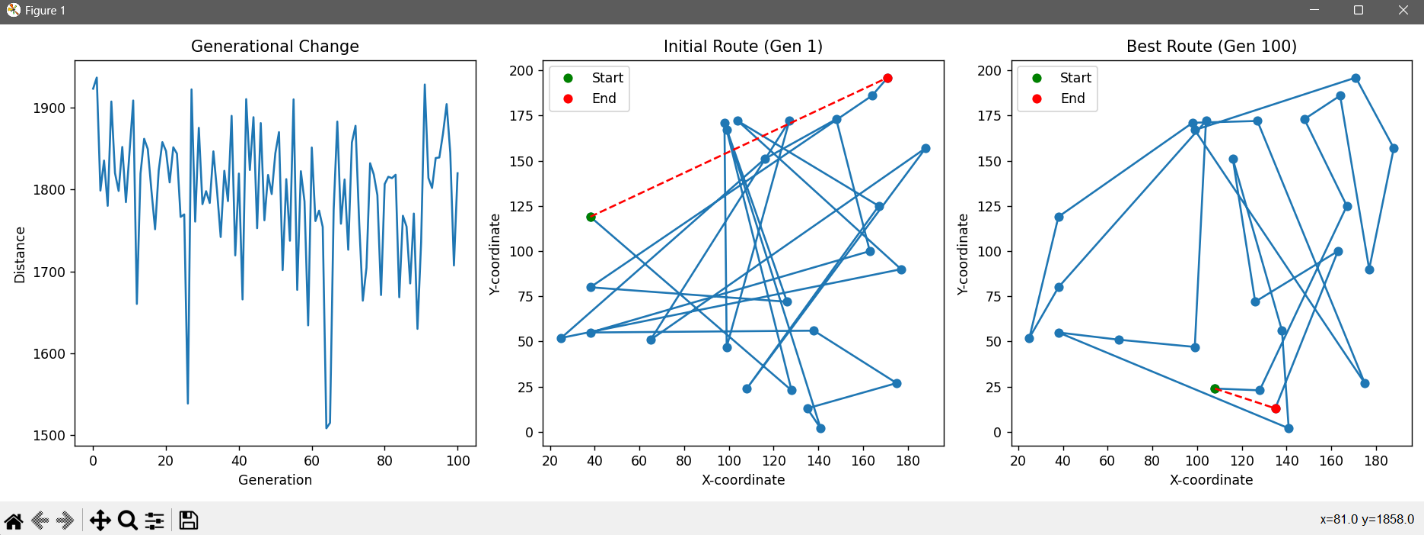 Figure 1
Generational Change
Distance
1900
1800
1700
1600
1500
0 20 40 60 80 100
Generation
Initial Route (Gen 1)
Start
End
Y-coordinate
200
175
150
125
100
75
50
25
0
20 40 60 80 100 120 140 160 180
X-coordinate
Best Route (Gen 100)
Start
End
Y-coordinate
200
175
150
125
100
75
50
25
0
20 40 60 80 100 120 140 160 180
X-coordinate
x=81.0 y=1858.0